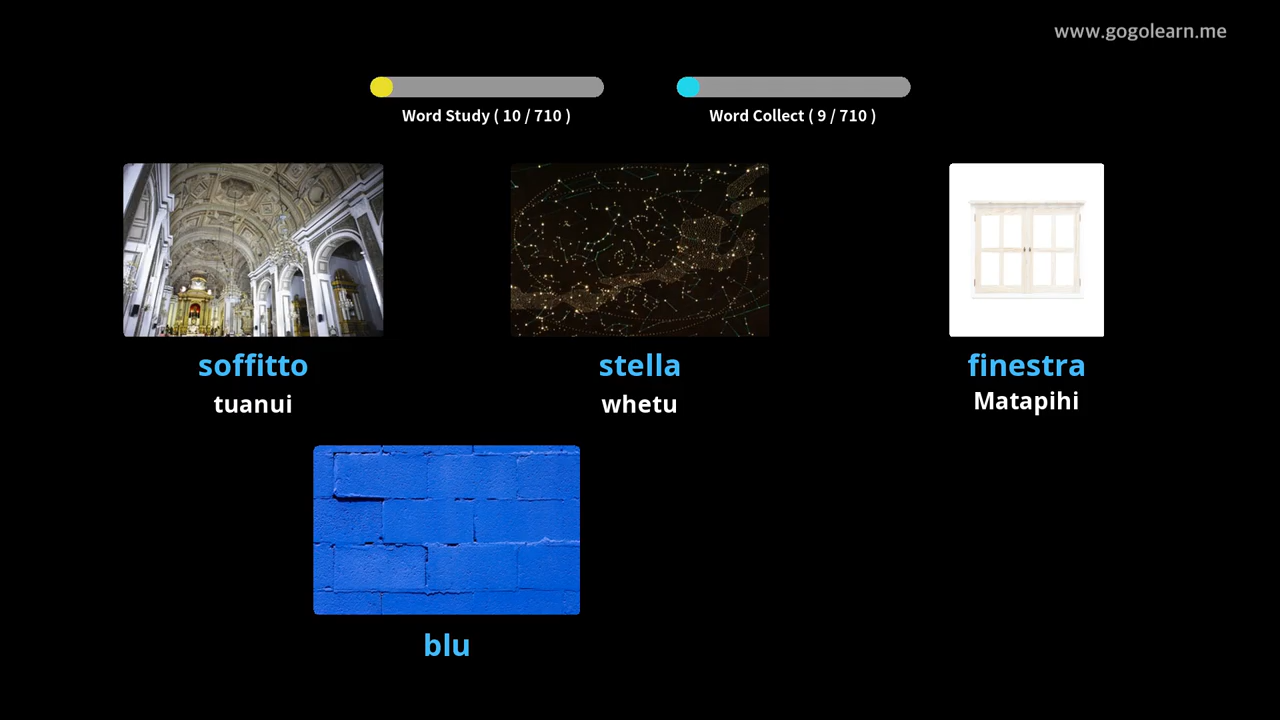 www.gogolearn.me
Word Study ( 10 / 710 )
Word Collect ( 9 / 710 )
soffitto
tuanui
stella
whetu
finestra
Matapihi
blu